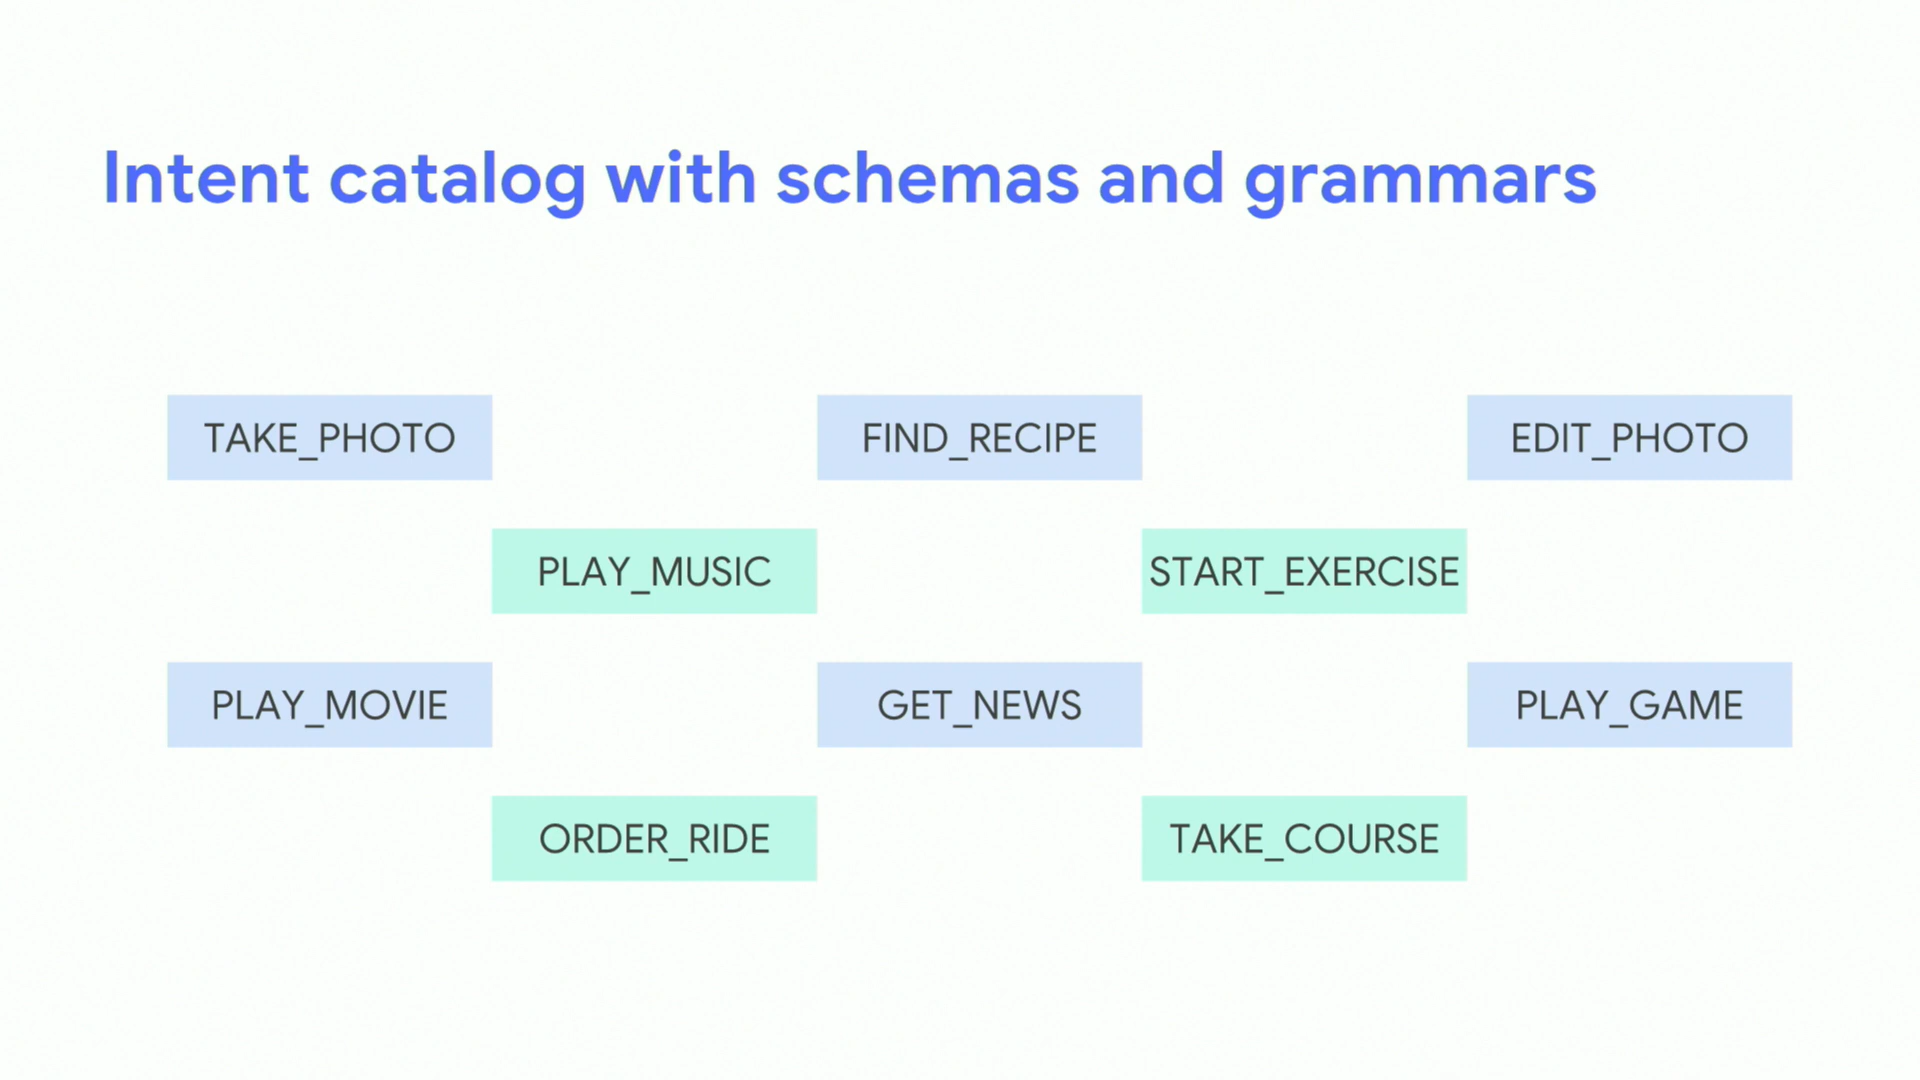 Intent catalog with schemas and grammars
TAKE_PHOTO
FIND_RECIPE
EDIT_PHOTO
PLAY_MUSIC
START_EXERCISE
PLAY_MOVIE
GET_NEWS
PLAY_GAME
ORDER_RIDE
TAKE_COURSE